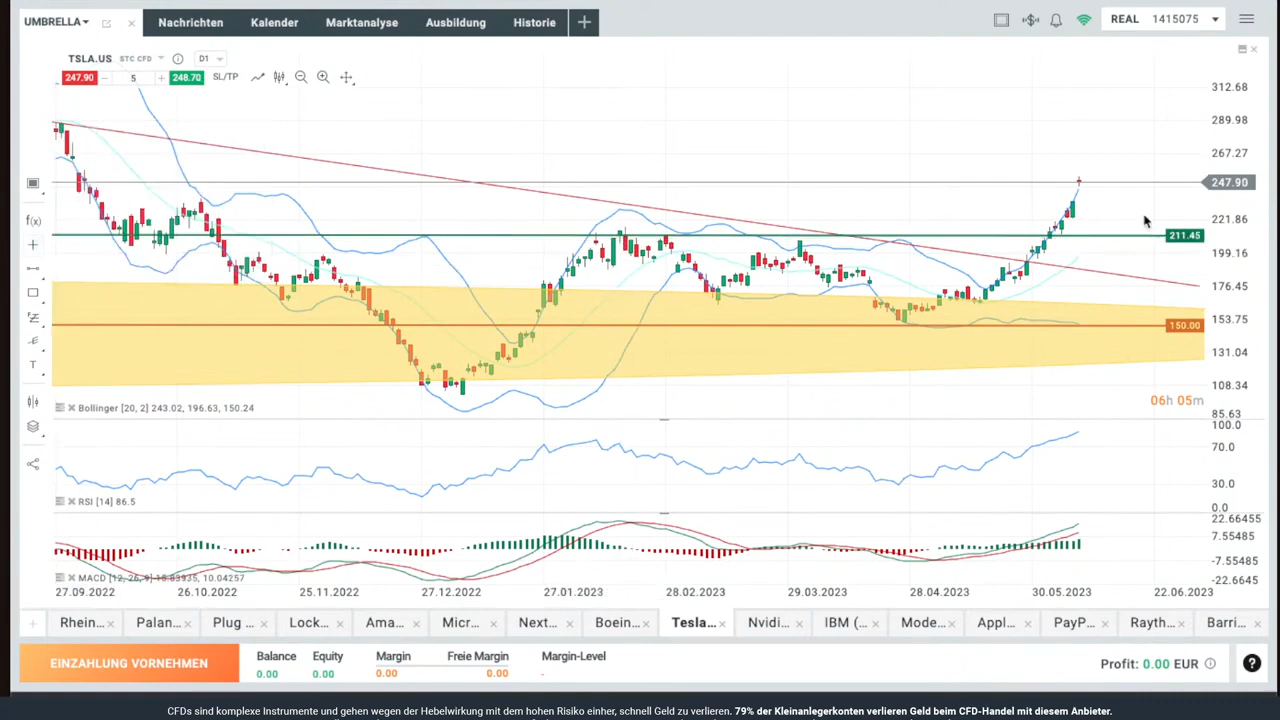 UMBRELLA
Nachrichten
Kalender
Marktanalyse
Ausbildung
Historie
REAL 1415075
TSLA.US STC CFD D1
247.90 5 248.70 SL/TP
312.68
289.98
267.27
247.90
221.86
211.45
199.16
176.45
153.75
150.00
131.04
108.34
85.63
06h 05m
Bollinger [20, 2] 243.02, 196.63, 150.24
100.0
70.0
30.0
0.0
RSI [14] 86.5
22.66455
7.55485
-7.55485
-22.6645
MACD [12, 26, 9] 16.83935, 10.04257
27.09.2022 26.10.2022 25.11.2022 27.12.2022 27.01.2023 28.02.2023 29.03.2023 28.04.2023 30.05.2023 22.06.2023
f(x)
T
Rhein... Palan... Plug ... Lock... Ama... Micr... Next... Boein... Tesla... Nvidi... IBM (... Mode... Appl... PayP... Rayth... Barri...
EINZAHLUNG VORNEHMEN
Balance Equity Margin Freie Margin Margin-Level
0.00 0.00 0.00 0.00 -
Profit: 0.00 EUR
CFDs sind komplexe Instrumente und gehen wegen der Hebelwirkung mit dem hohen Risiko einher, schnell Geld zu verlieren. 79% der Kleinanlegerkonten verlieren Geld beim CFD-Handel mit diesem Anbieter.